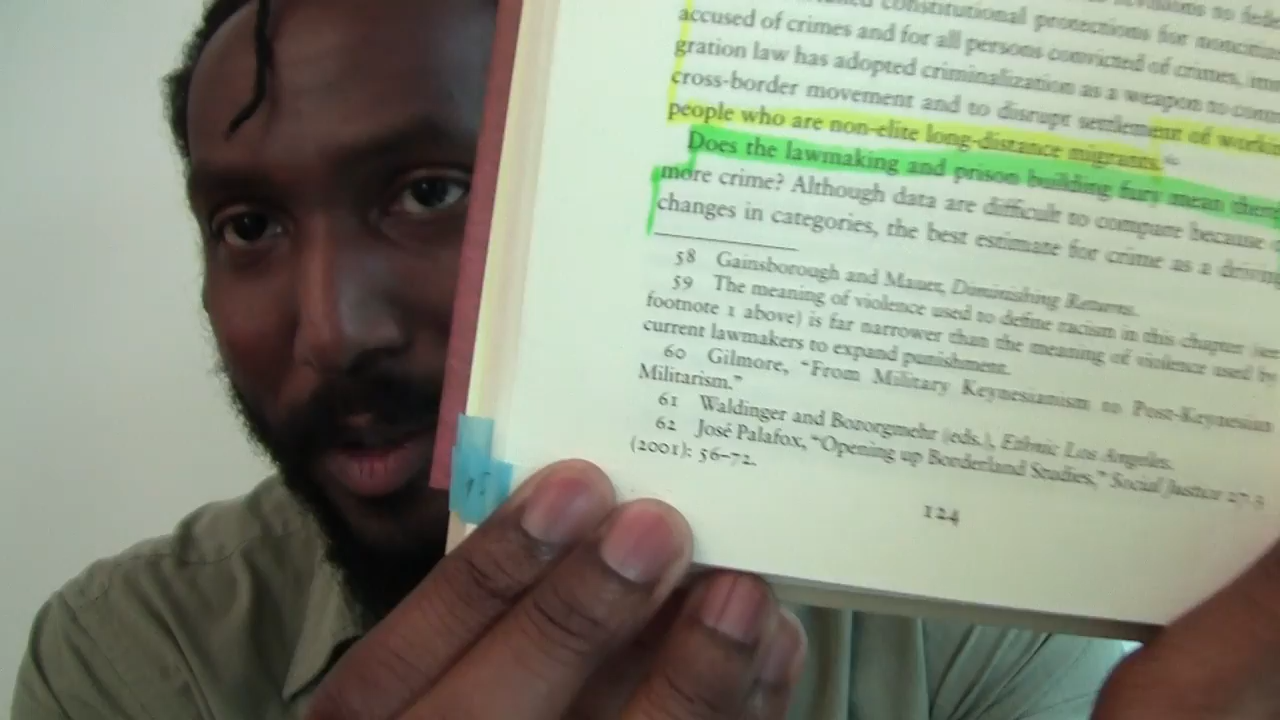 constitutional protections for
accused of crimes and for all persons convicted of crimes,
gration law has adopted criminalization as a weapon to
cross-border movement and to disrupt settlement of
people who are non-elite long-distance migrants.
Does the lawmaking and prison building fury mean
more crime? Although data are difficult to compare because
changes in categories, the best estimate for crime as a
58 Gainsborough and Mauer, Diminishing Returns.
59 The meaning of violence used to define racism in this chapter
footnote 1 above) is far narrower than the meaning of violence used by
current lawmakers to expand punishment.
60 Gilmore, "From Military Keynesianism to Post-Keynesian
Militarism."
61 Waldinger and Bozorgmehr (eds.), Ethnic Los Angeles.
62 José Palafox, "Opening up Borderland Studies," Social Justice 27.3
(2001): 56–72.
124